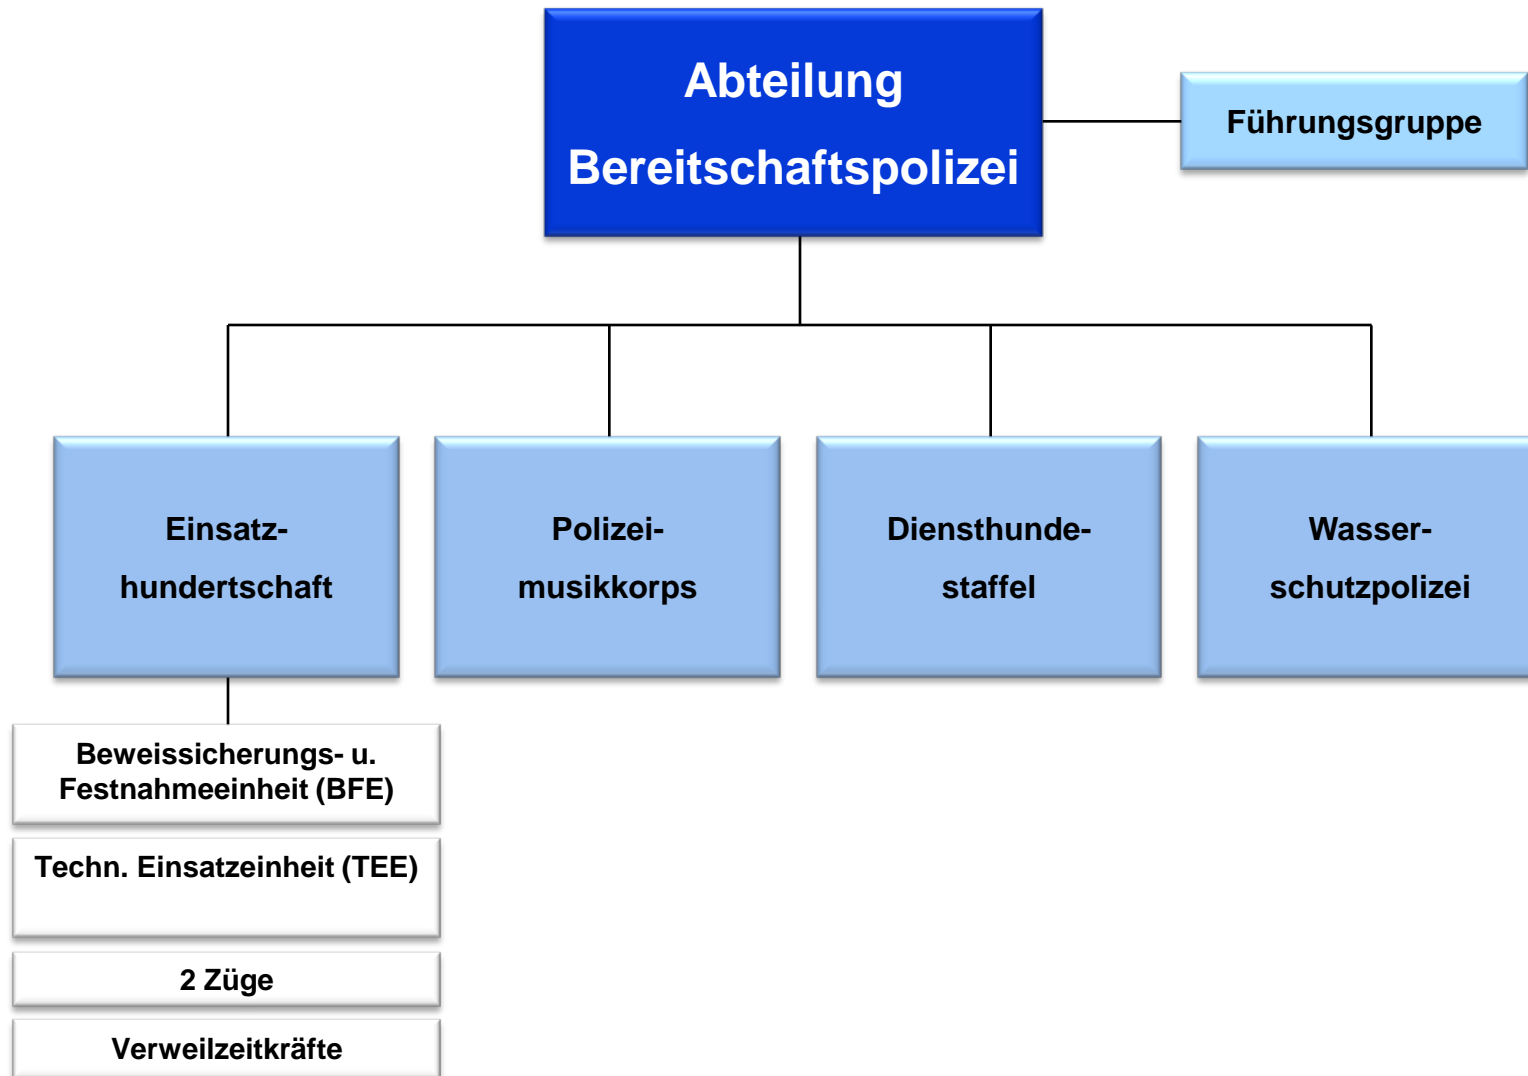 Abteilung
Bereitschaftspolizei
Führungsgruppe
Einsatz-
hundertschaft
Polizei-
musikkorps
Diensthunde-
staffel
Wasser-
schutzpolizei
Beweissicherungs- u.
Festnahmeeinheit (BFE)
Techn. Einsatzeinheit (TEE)
2 Züge
Verweilzeitkräfte